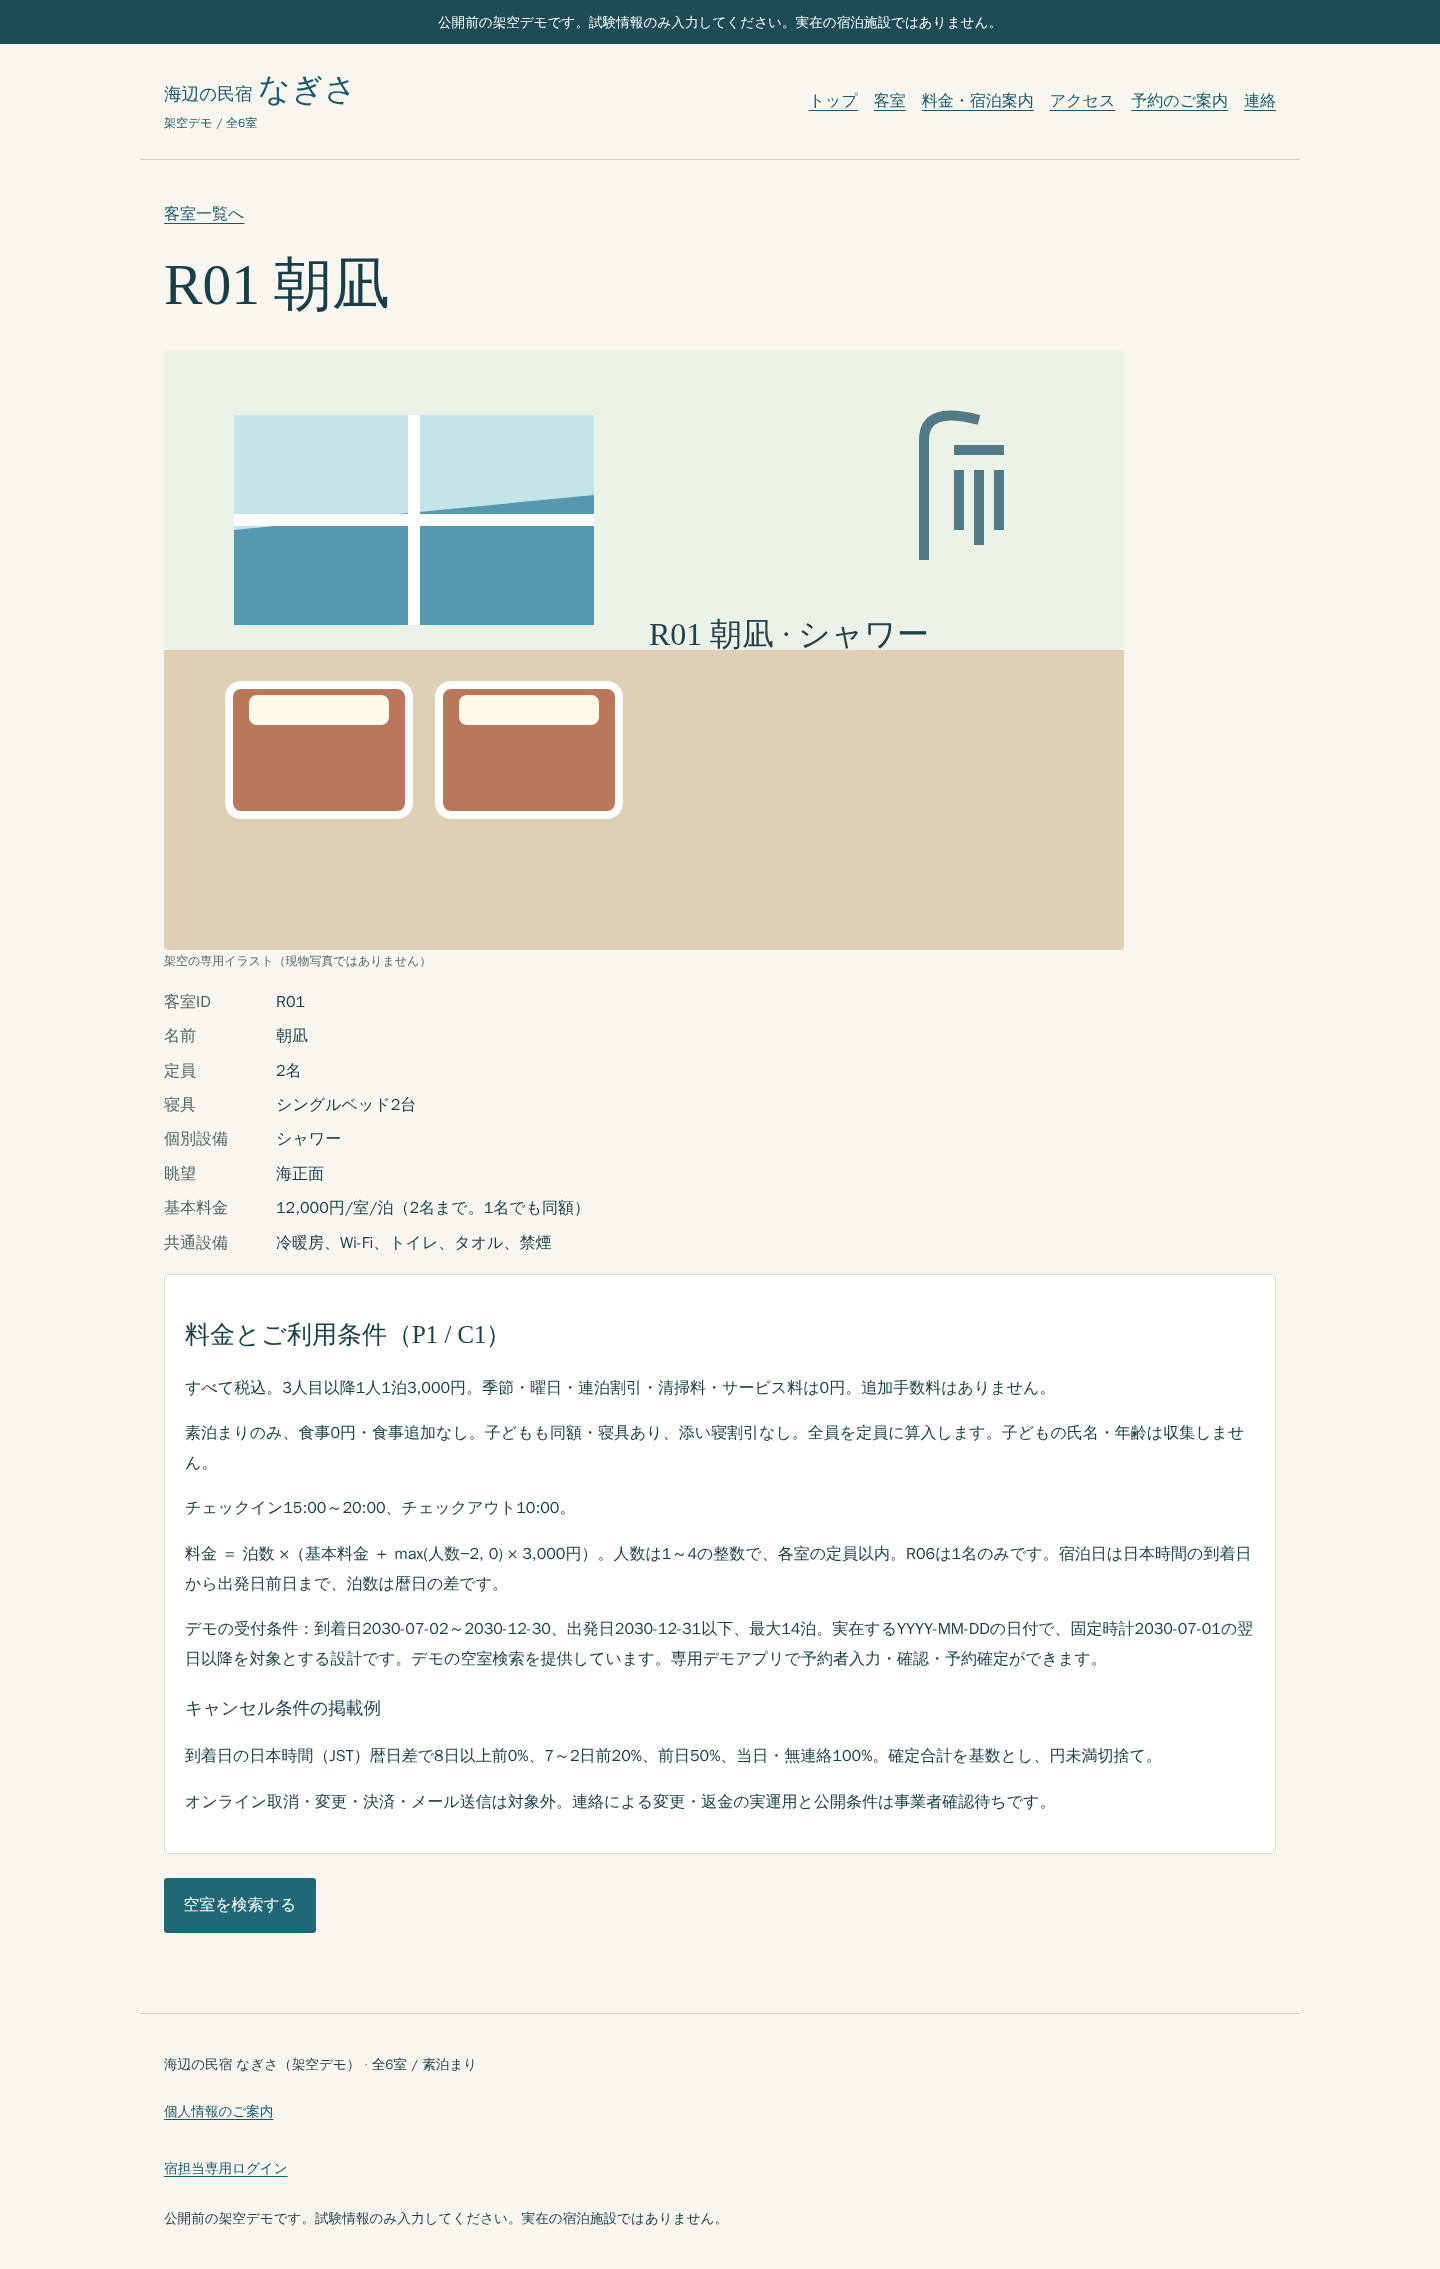 公開前の架空デモです。試験情報のみ入力してください。実在の宿泊施設ではありません。
海辺の民宿 なぎさ
架空デモ / 全6室
トップ 客室 料金・宿泊案内 アクセス 予約のご案内 連絡
客室一覧へ
R01 朝凪
R01 朝凪 · シャワー
架空の専用イラスト（現物写真ではありません）
客室ID R01
名前 朝凪
定員 2名
寝具 シングルベッド2台
個別設備 シャワー
眺望 海正面
基本料金 12,000円/室/泊（2名まで。1名でも同額）
共通設備 冷暖房、Wi-Fi、トイレ、タオル、禁煙
料金とご利用条件（P1 / C1）
すべて税込。3人目以降1人1泊3,000円。季節・曜日・連泊割引・清掃料・サービス料は0円。追加手数料はありません。
素泊まりのみ、食事0円・食事追加なし。子どもも同額・寝具あり、添い寝割引なし。全員を定員に算入します。子どもの氏名・年齢は収集しませ
ん。
チェックイン15:00～20:00、チェックアウト10:00。
料金 ＝ 泊数 ×（基本料金 ＋ max(人数−2, 0) × 3,000円）。人数は1～4の整数で、各室の定員以内。R06は1名のみです。宿泊日は日本時間の到着日
から出発日前日まで、泊数は暦日の差です。
デモの受付条件：到着日2030-07-02～2030-12-30、出発日2030-12-31以下、最大14泊。実在するYYYY-MM-DDの日付で、固定時計2030-07-01の翌
日以降を対象とする設計です。デモの空室検索を提供しています。専用デモアプリで予約者入力・確認・予約確定ができます。
キャンセル条件の掲載例
到着日の日本時間（JST）暦日差で8日以上前0%、7～2日前20%、前日50%、当日・無連絡100%。確定合計を基数とし、円未満切捨て。
オンライン取消・変更・決済・メール送信は対象外。連絡による変更・返金の実運用と公開条件は事業者確認待ちです。
空室を検索する
海辺の民宿 なぎさ（架空デモ） · 全6室 / 素泊まり
個人情報のご案内
宿担当専用ログイン
公開前の架空デモです。試験情報のみ入力してください。実在の宿泊施設ではありません。